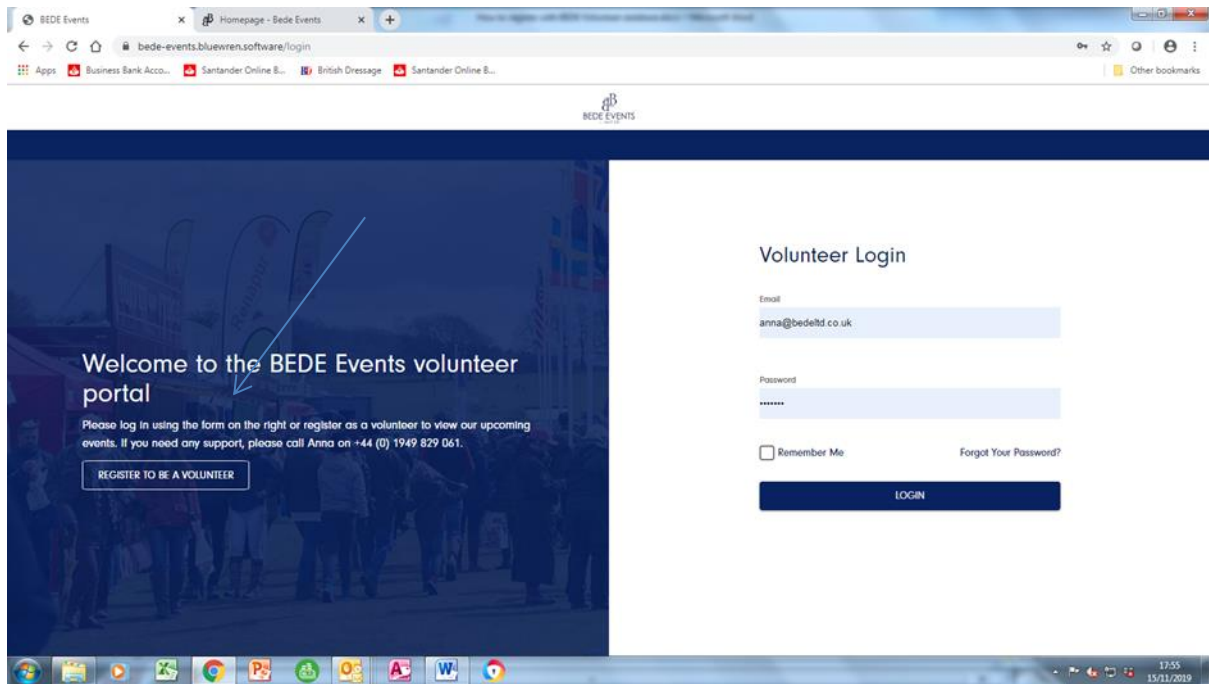 BEDE Events
Homepage - Bede Events
bede-events.bluewren.software/login
Apps
Business Bank Acco...
Santander Online B...
British Dressage
Santander Online B...
Other bookmarks
BEDE EVENTS
Welcome to the BEDE Events volunteer
portal
Please log in using the form on the right or register as a volunteer to view our upcoming
events. If you need any support, please call Anna on +44 (0) 1949 829 061.
REGISTER TO BE A VOLUNTEER
Volunteer Login
Email
anna@bedeltd.co.uk
Password
Remember Me
Forgot Your Password?
LOGIN
17:55
15/11/2019